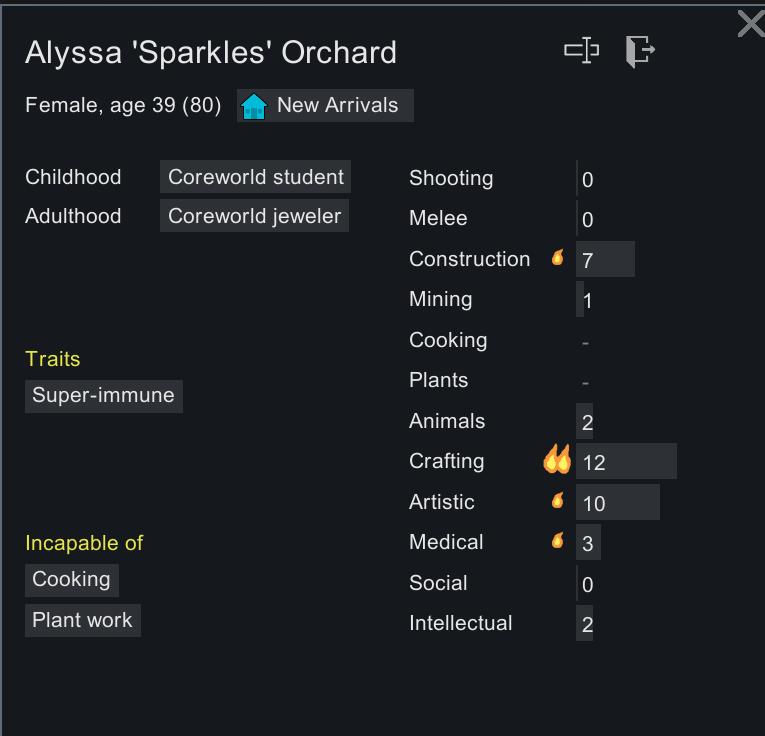 Alyssa 'Sparkles' Orchard
Female, age 39 (80) New Arrivals
Childhood Coreworld student
Adulthood Coreworld jeweler
Traits
Super-immune
Incapable of
Cooking
Plant work
Shooting 0
Melee 0
Construction 7
Mining 1
Cooking -
Plants -
Animals 2
Crafting 12
Artistic 10
Medical 3
Social 0
Intellectual 2